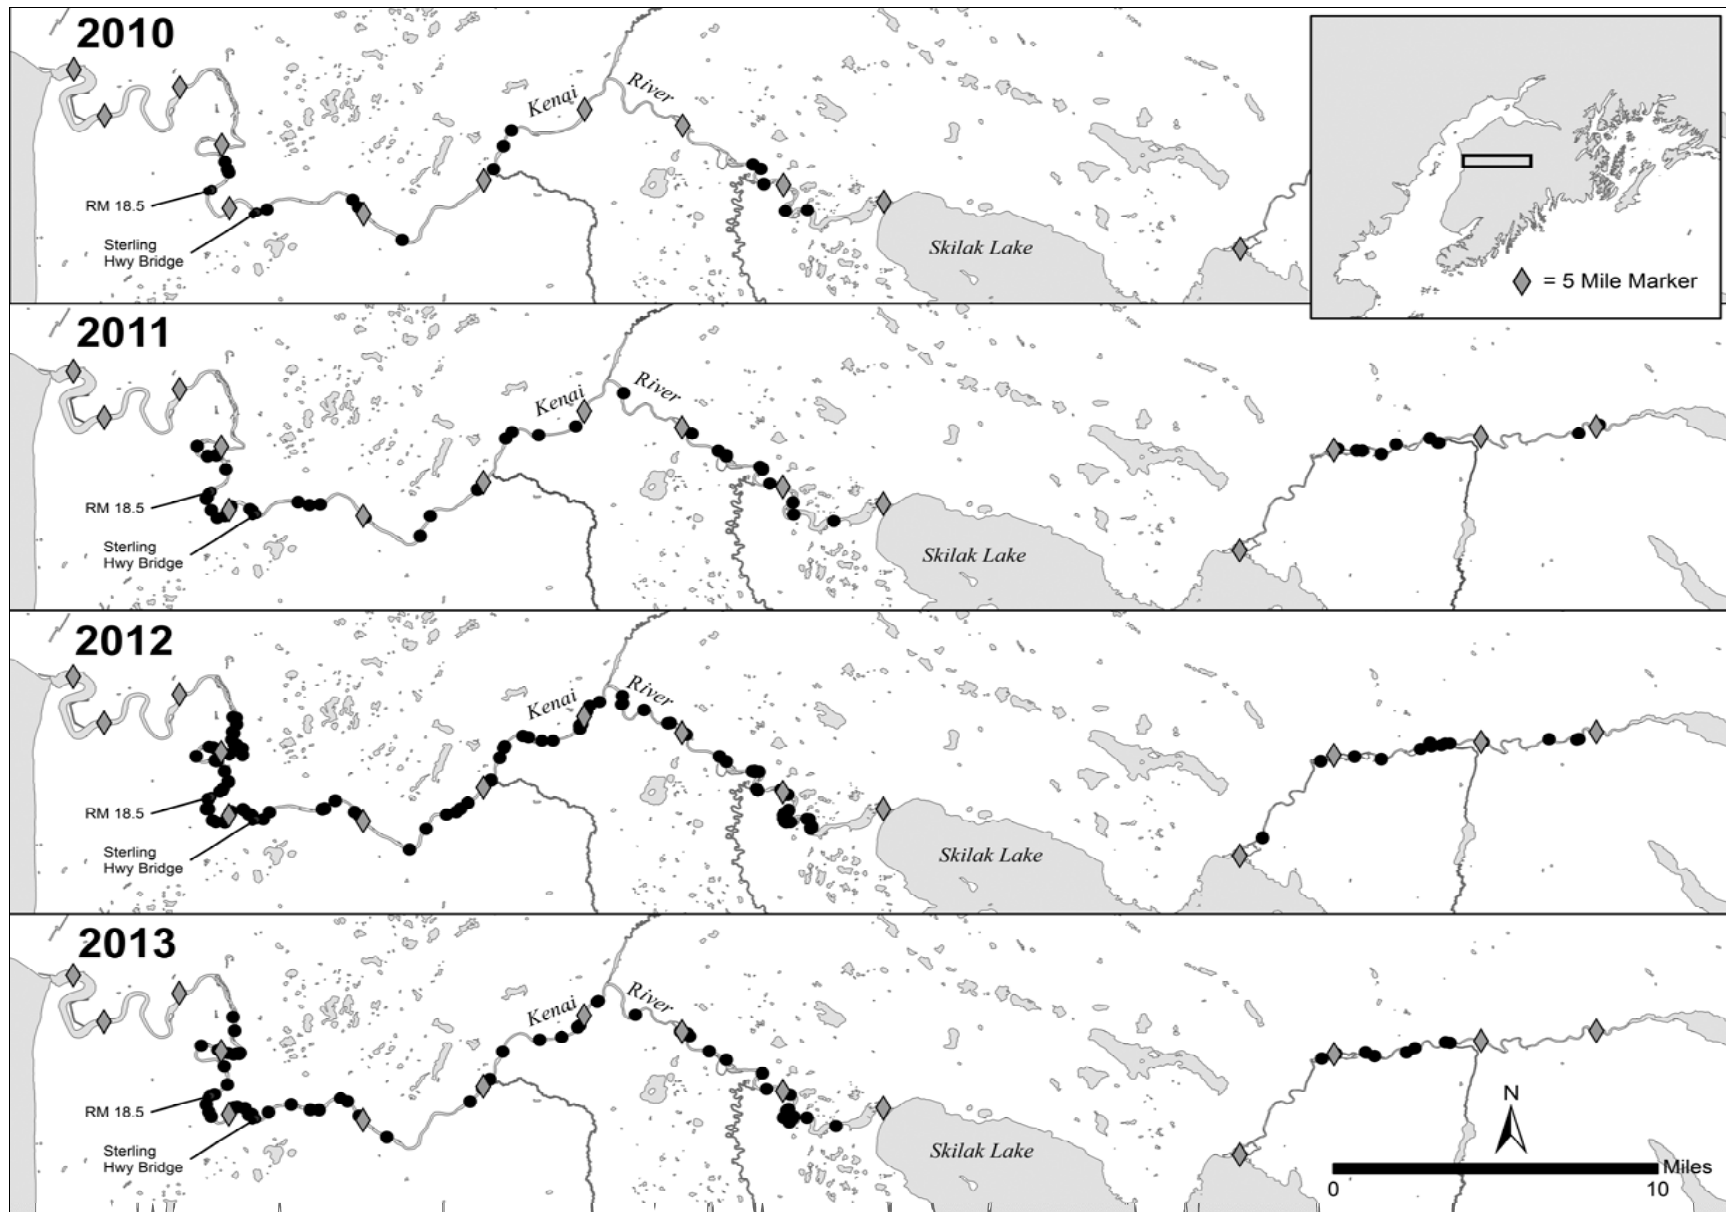 2010
Kenai
River
RM 18.5
Sterling
Hwy Bridge
Skilak Lake
= 5 Mile Marker
2011
Kenai
River
RM 18.5
Sterling
Hwy Bridge
Skilak Lake
2012
Kenai
River
RM 18.5
Sterling
Hwy Bridge
Skilak Lake
2013
Kenai
River
RM 18.5
Sterling
Hwy Bridge
Skilak Lake
N
Miles
0 10